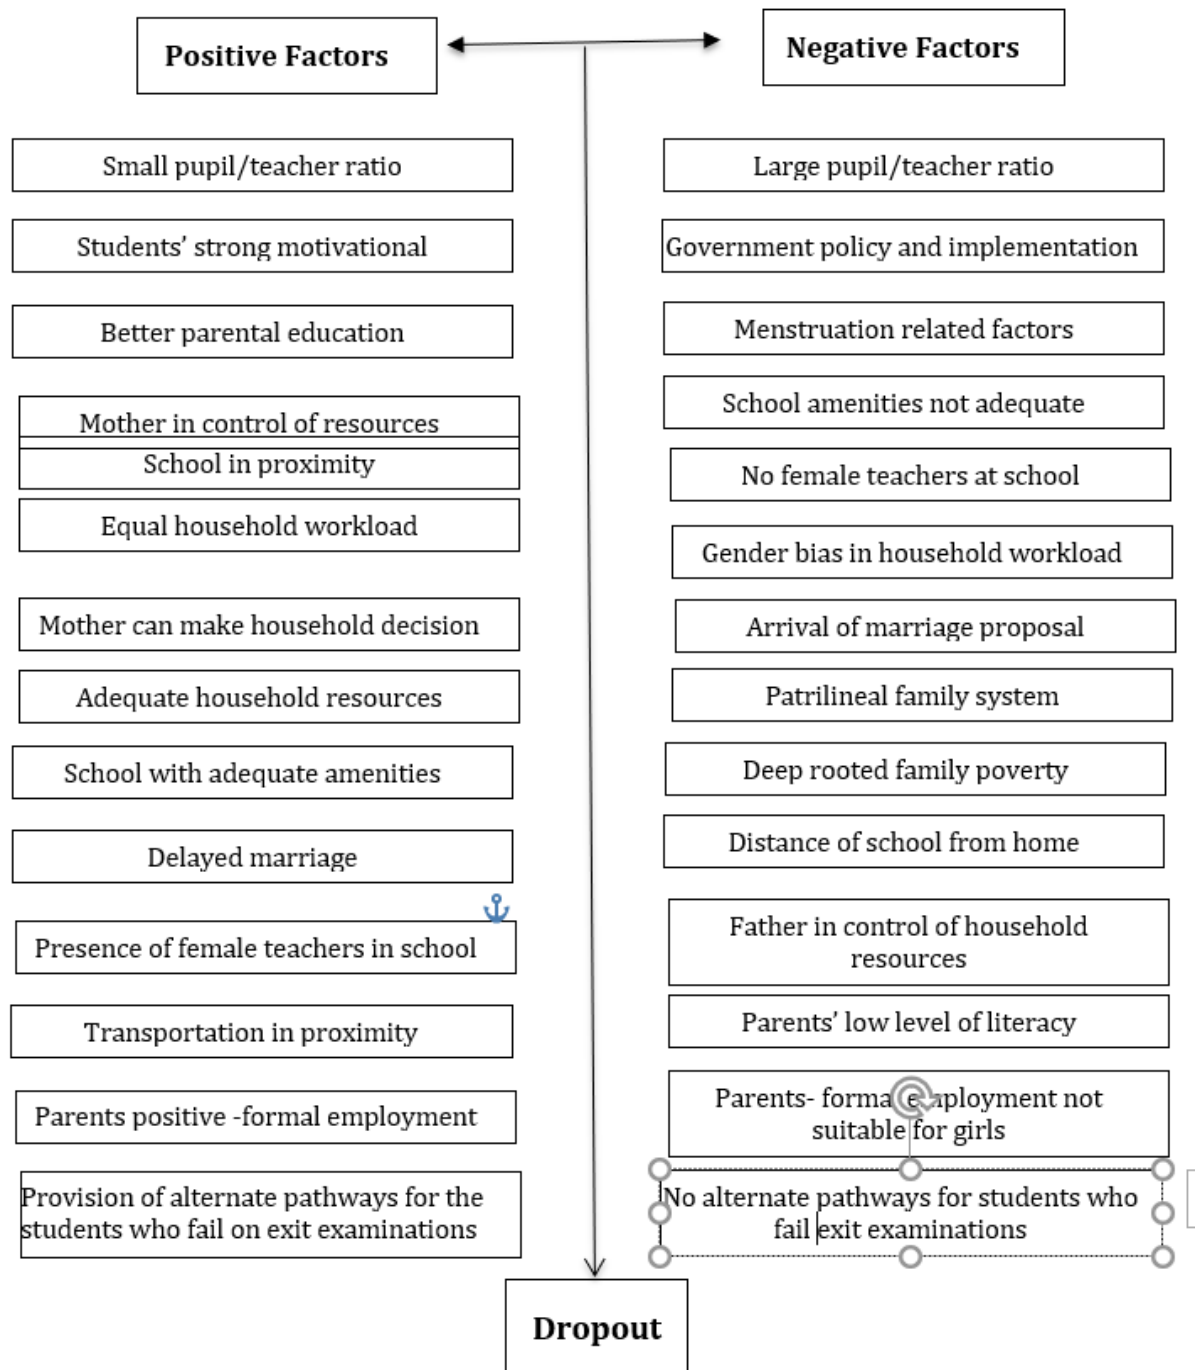 Positive Factors
Negative Factors
Small pupil/teacher ratio
Students’ strong motivational
Better parental education
Mother in control of resources
School in proximity
Equal household workload
Mother can make household decision
Adequate household resources
School with adequate amenities
Delayed marriage
Presence of female teachers in school
Transportation in proximity
Parents positive -formal employment
Provision of alternate pathways for the
students who fail on exit examinations
Large pupil/teacher ratio
Government policy and implementation
Menstruation related factors
School amenities not adequate
No female teachers at school
Gender bias in household workload
Arrival of marriage proposal
Patrilineal family system
Deep rooted family poverty
Distance of school from home
Father in control of household
resources
Parents’ low level of literacy
Parents- formal employment not
suitable for girls
No alternate pathways for students who
fail exit examinations
Dropout